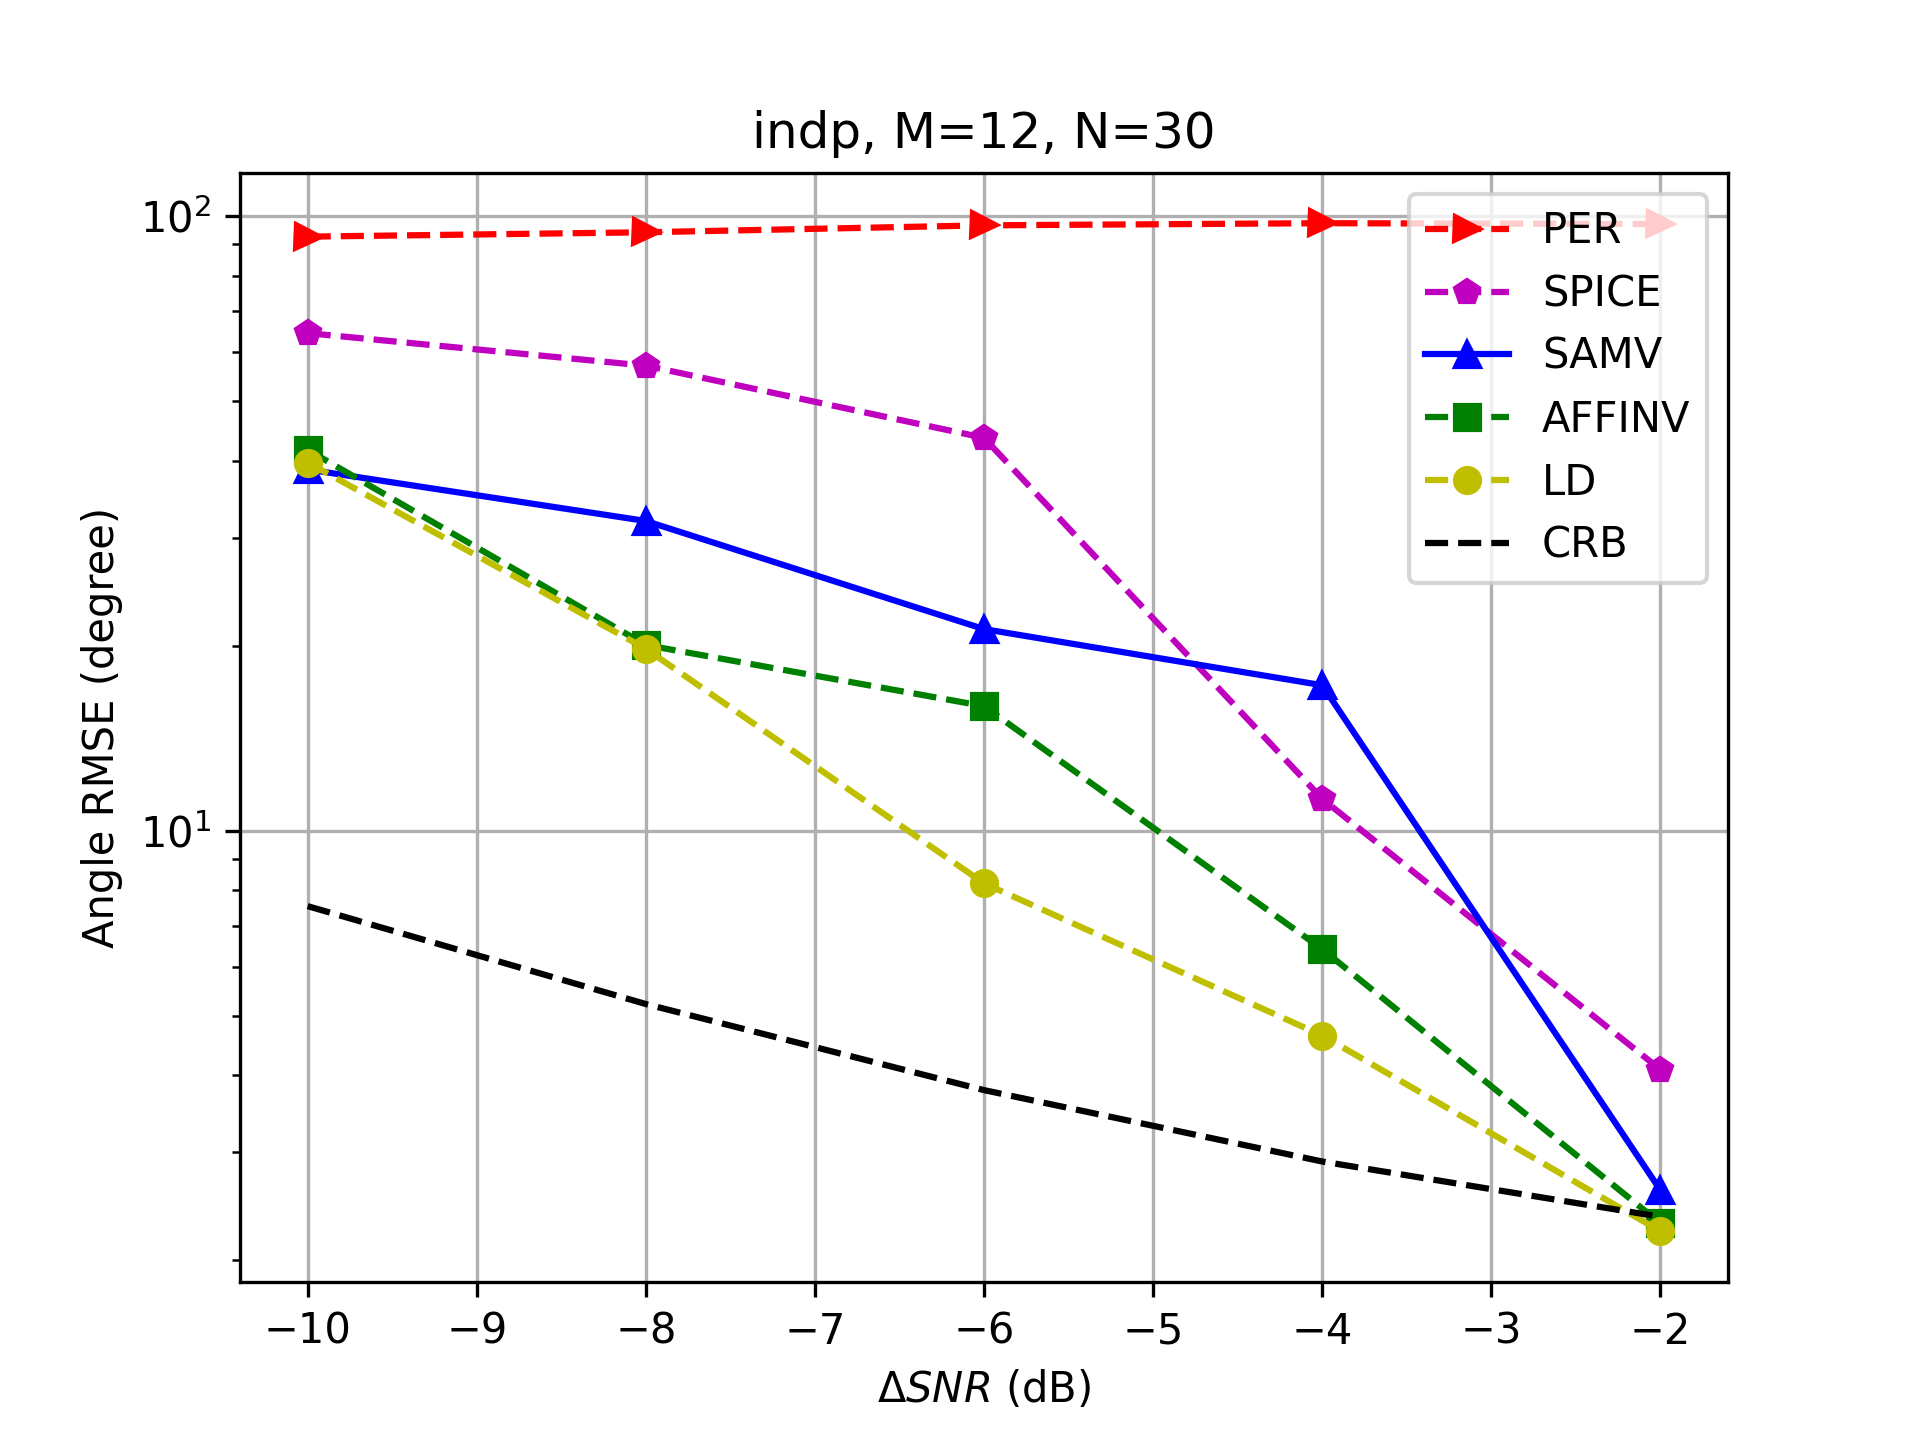 indp, M=12, N=30
10²
10¹
Angle RMSE (degree)
PER
SPICE
SAMV
AFFINV
LD
CRB
−10 −9 −8 −7 −6 −5 −4 −3 −2
ΔSNR (dB)